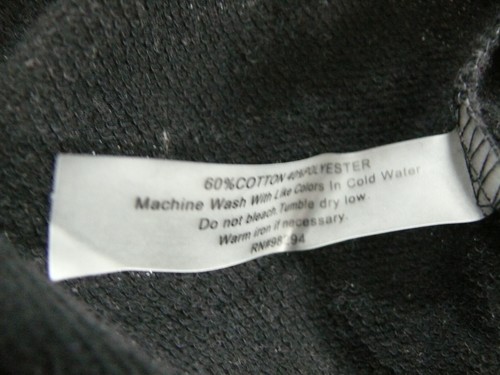 60%COTTON 40%POLYESTER
Machine Wash With Like Colors In Cold Water
Do not bleach. Tumble dry low.
Warm iron if necessary.